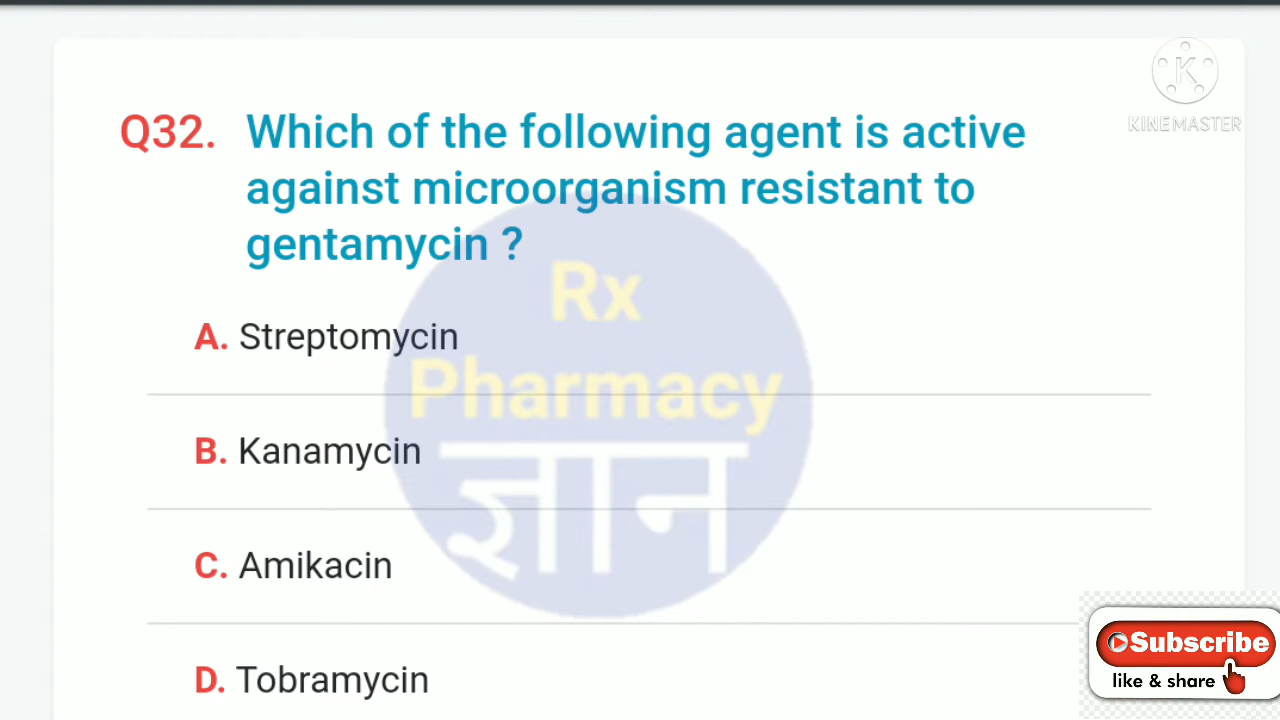 K
KINEMASTER
Q32. Which of the following agent is active
against microorganism resistant to
gentamycin ?
Rx
Pharmacy
ज्ञान
A. Streptomycin
B. Kanamycin
C. Amikacin
D. Tobramycin
Subscribe
like & share